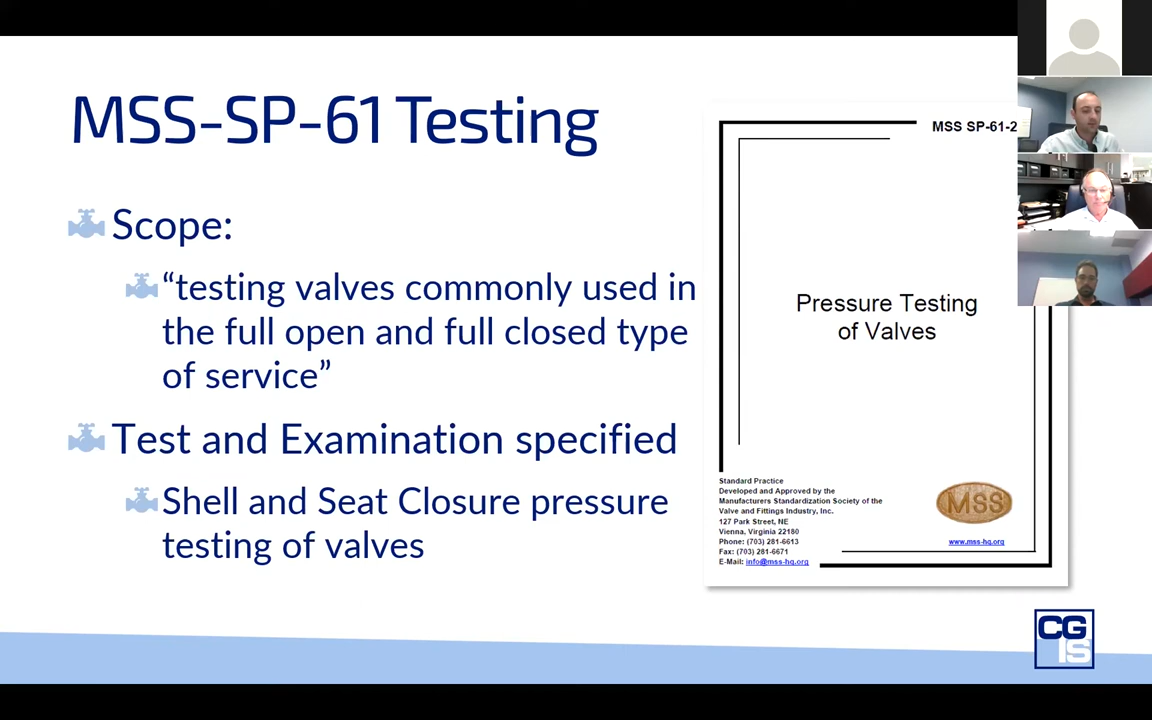 MSS-SP-61 Testing
Scope:
“testing valves commonly used in
the full open and full closed type
of service”
Test and Examination specified
Shell and Seat Closure pressure
testing of valves
MSS SP-61-2
Pressure Testing
of Valves
Standard Practice
Developed and Approved by the
Manufacturers Standardization Society of the
Valve and Fittings Industry, Inc.
127 Park Street, NE
Vienna, Virginia 22180
Phone: (703) 281-6613
Fax: (703) 281-6671
E-Mail: info@mss-hq.org
MSS
www.mss-hq.org
CG
IS